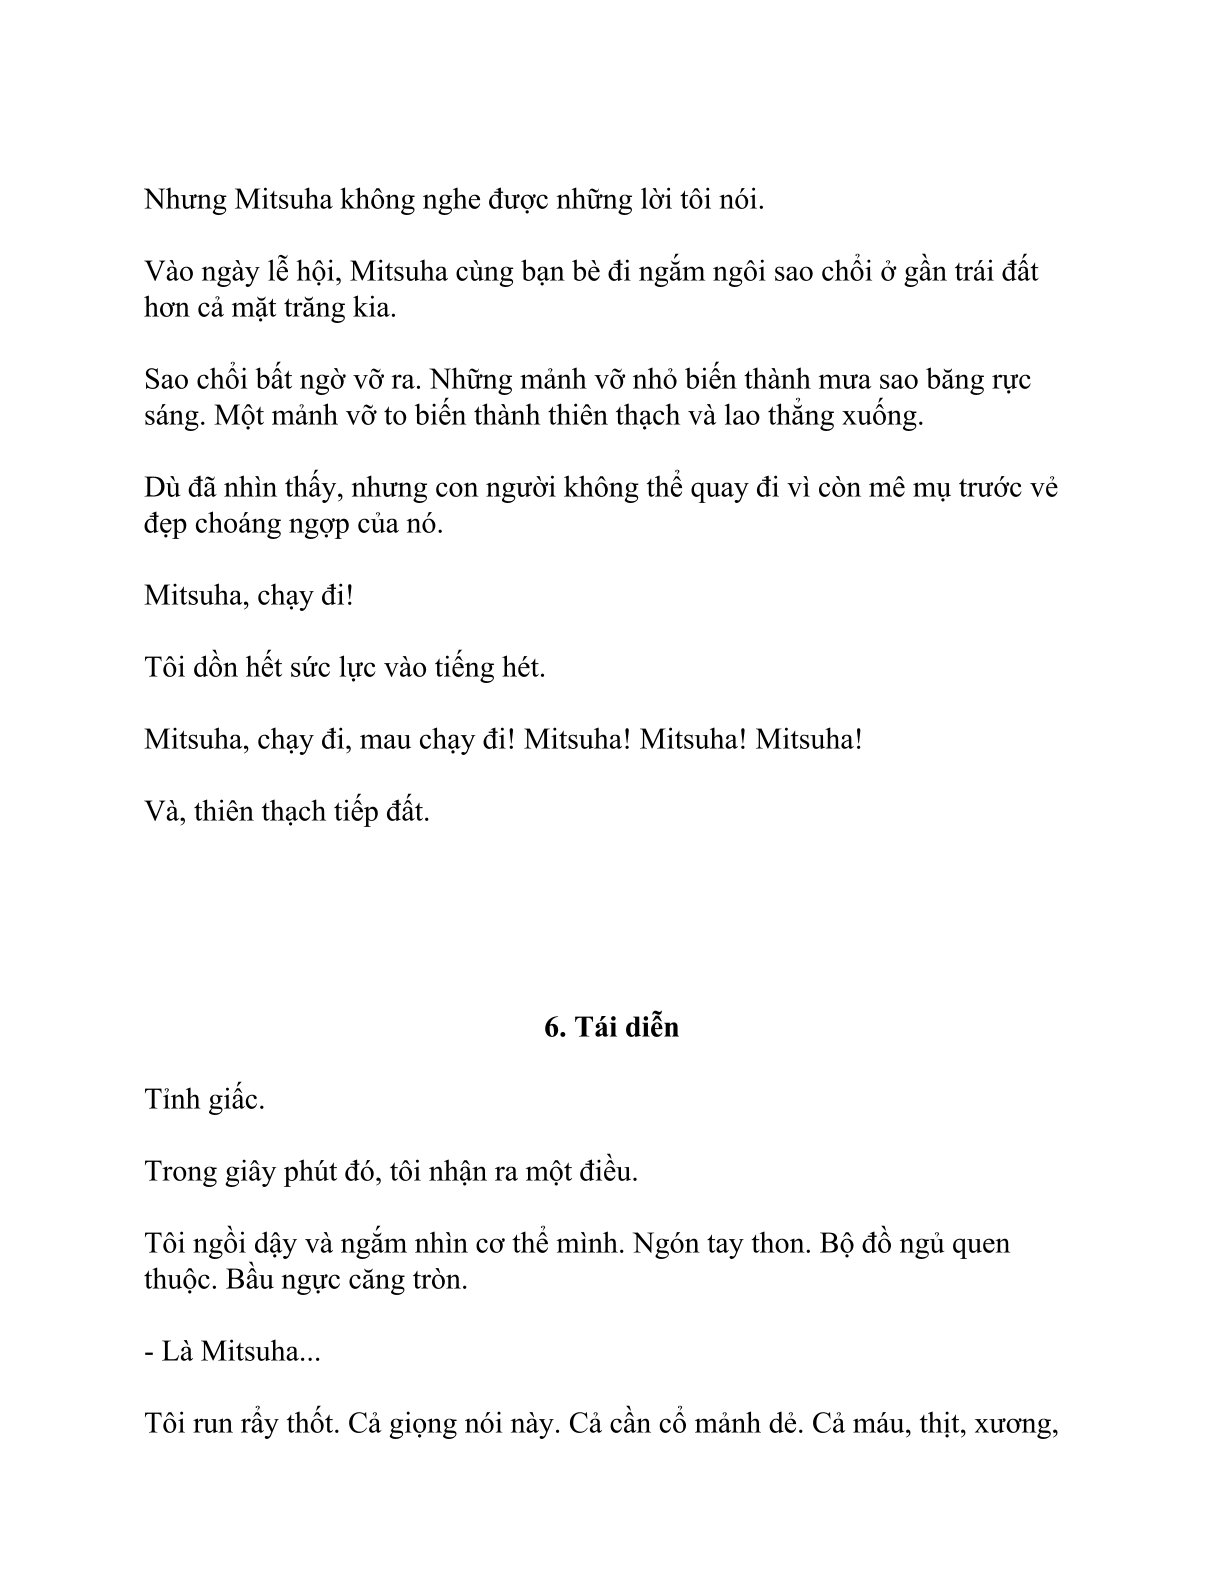 Nhưng Mitsuha không nghe được những lời tôi nói.
Vào ngày lễ hội, Mitsuha cùng bạn bè đi ngắm ngôi sao chổi ở gần trái đất
hơn cả mặt trăng kia.
Sao chổi bất ngờ vỡ ra. Những mảnh vỡ nhỏ biến thành mưa sao băng rực
sáng. Một mảnh vỡ to biến thành thiên thạch và lao thẳng xuống.
Dù đã nhìn thấy, nhưng con người không thể quay đi vì còn mê mụ trước vẻ
đẹp choáng ngợp của nó.
Mitsuha, chạy đi!
Tôi dồn hết sức lực vào tiếng hét.
Mitsuha, chạy đi, mau chạy đi! Mitsuha! Mitsuha! Mitsuha!
Và, thiên thạch tiếp đất.
6. Tái diễn
Tỉnh giấc.
Trong giây phút đó, tôi nhận ra một điều.
Tôi ngồi dậy và ngắm nhìn cơ thể mình. Ngón tay thon. Bộ đồ ngủ quen
thuộc. Bầu ngực căng tròn.
- Là Mitsuha...
Tôi run rẩy thốt. Cả giọng nói này. Cả cần cổ mảnh dẻ. Cả máu, thịt, xương,